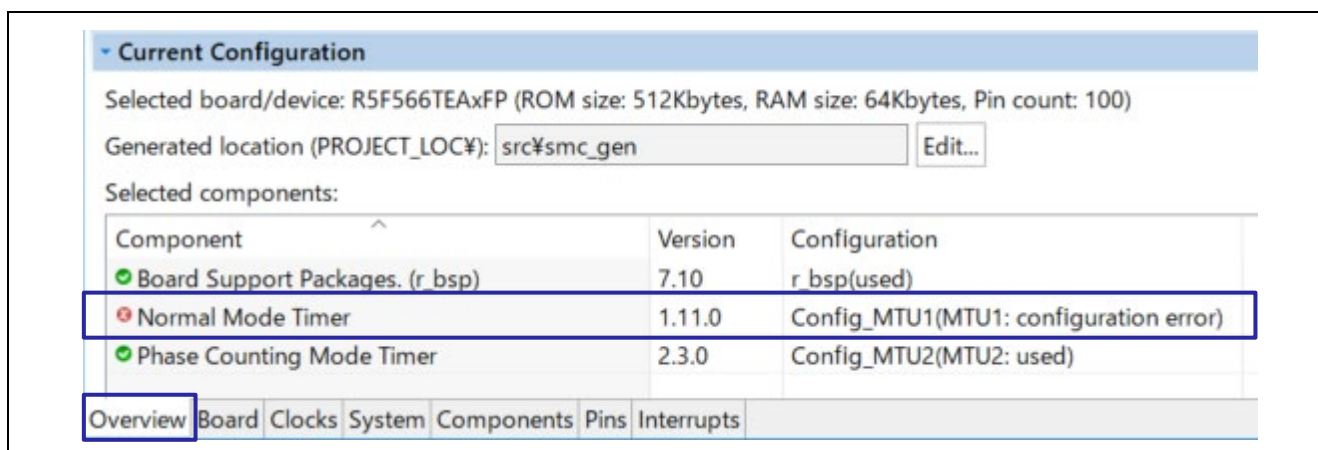 Current Configuration
Selected board/device: R5F566TEAxFP (ROM size: 512Kbytes, RAM size: 64Kbytes, Pin count: 100)
Generated location (PROJECT_LOC¥): src¥smc_gen Edit...
Selected components:
Component Version Configuration
Board Support Packages. (r_bsp) 7.10 r_bsp(used)
Normal Mode Timer 1.11.0 Config_MTU1(MTU1: configuration error)
Phase Counting Mode Timer 2.3.0 Config_MTU2(MTU2: used)
Overview Board Clocks System Components Pins Interrupts